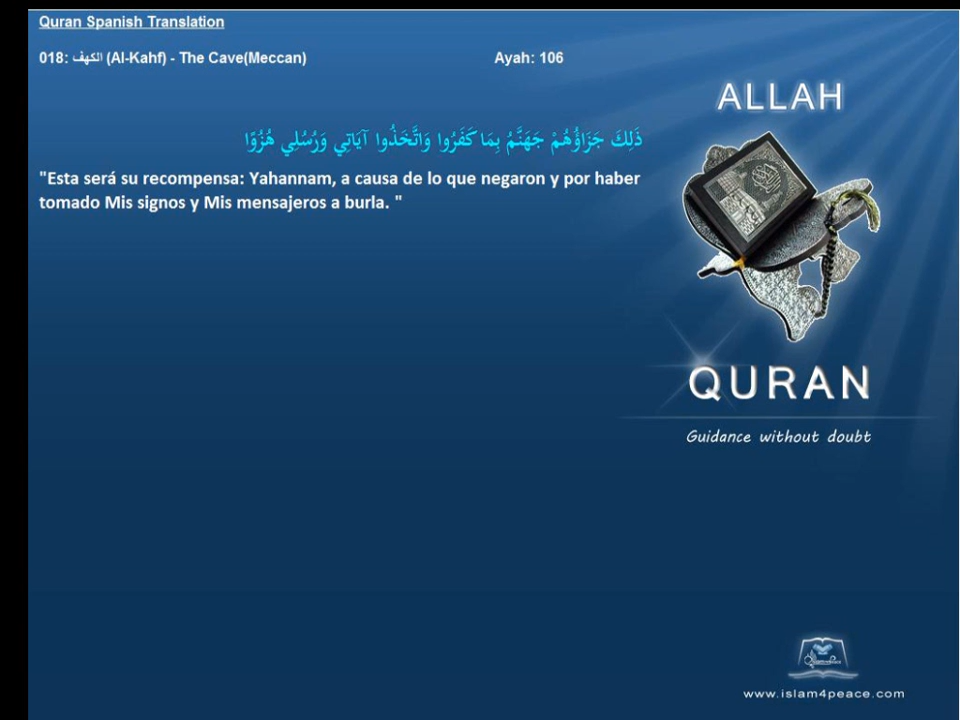 Quran Spanish Translation
018: الكهف (Al-Kahf) - The Cave(Meccan)
Ayah: 106
ذَلِكَ جَزَاؤُهُمْ جَهَنَّمُ بِمَا كَفَرُوا وَاتَّخَذُوا آيَاتِي وَرُسُلِي هُزُوًا
"Esta será su recompensa: Yahannam, a causa de lo que negaron y por haber
tomado Mis signos y Mis mensajeros a burla. "
ALLAH
QURAN
Guidance without doubt
www.islam4peace.com